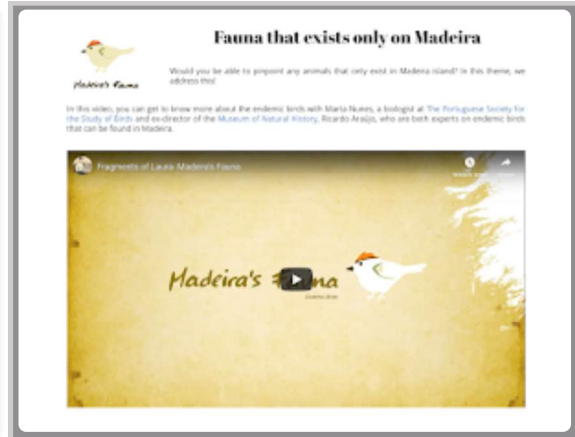 Fauna that exists only on Madeira
Madeira's Fauna
Would you be able to pinpoint any animals that only exist in Madeira island? In this theme, we
address this!
In this video, you can get to know more about the endemic birds with Marta Nunes, a biologist at The Portuguese Society for
the Study of Birds and ex-director of the Museum of Natural History, Ricardo Araújo, who are both experts on endemic birds
that can be found in Madeira.
Fragments of Laura-Madeira's Fauna
Madeira's